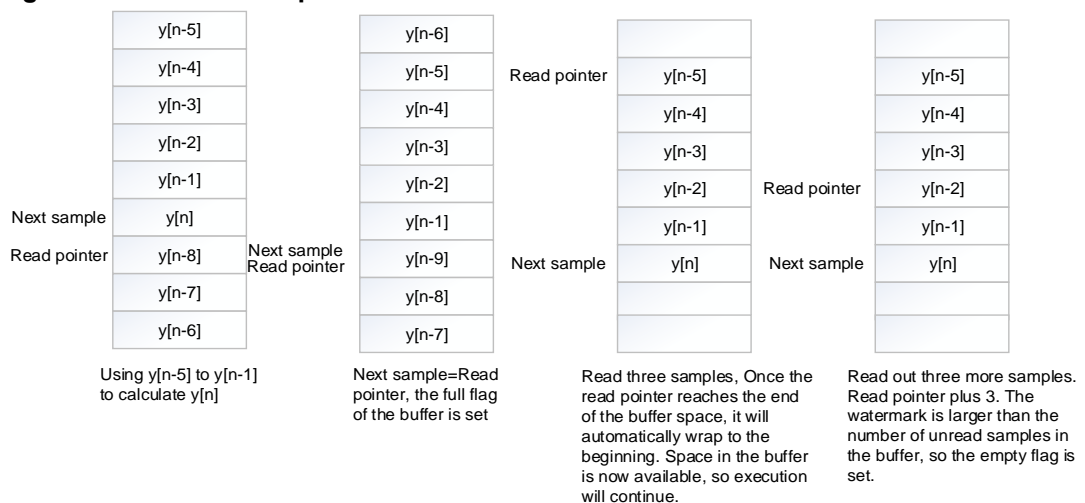 y[n-5]
y[n-4]
y[n-3]
y[n-2]
y[n-1]
Next sample y[n]
Read pointer y[n-8]
y[n-7]
y[n-6]
Using y[n-5] to y[n-1]
to calculate y[n]
y[n-6]
y[n-5]
y[n-4]
y[n-3]
y[n-2]
y[n-1]
Next sample
Read pointer
y[n-9]
y[n-8]
y[n-7]
Next sample=Read
pointer, the full flag
of the buffer is set
Read pointer y[n-5]
y[n-4]
y[n-3]
y[n-2]
y[n-1]
Next sample y[n]
Read three samples, Once the
read pointer reaches the end
of the buffer space, it will
automatically wrap to the
beginning. Space in the buffer
is now available, so execution
will continue.
y[n-5]
y[n-4]
y[n-3]
Read pointer y[n-2]
y[n-1]
Next sample y[n]
Read out three more samples.
Read pointer plus 3. The
watermark is larger than the
number of unread samples in
the buffer, so the empty flag is
set.